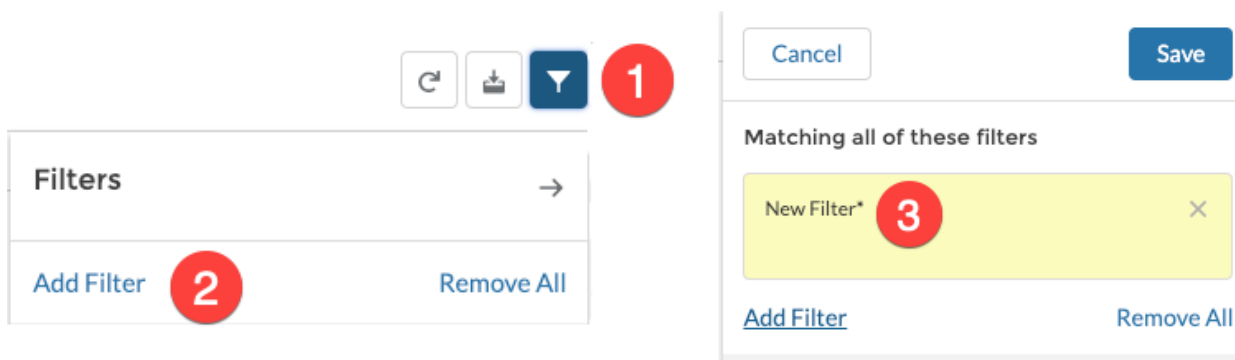 1
Filters
Add Filter 2 Remove All
Cancel Save
Matching all of these filters
New Filter* 3
Add Filter Remove All